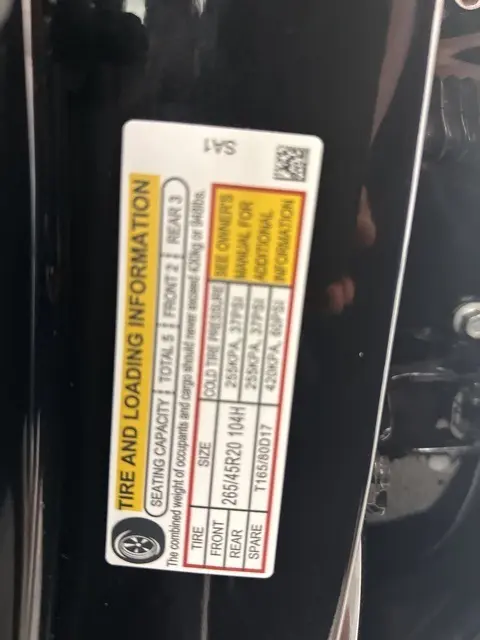 TIRE AND LOADING INFORMATION
SEATING CAPACITY TOTAL 5 FRONT 2 REAR 3
The combined weight of occupants and cargo should never exceed 430kg or 948lbs.
TIRE SIZE COLD TIRE PRESSURE SEE OWNER'S MANUAL FOR ADDITIONAL INFORMATION
FRONT 265/45R20 104H 255KPA, 37PSI
REAR 255KPA, 37PSI
SPARE T165/80D17 420KPA, 60PSI
SA1